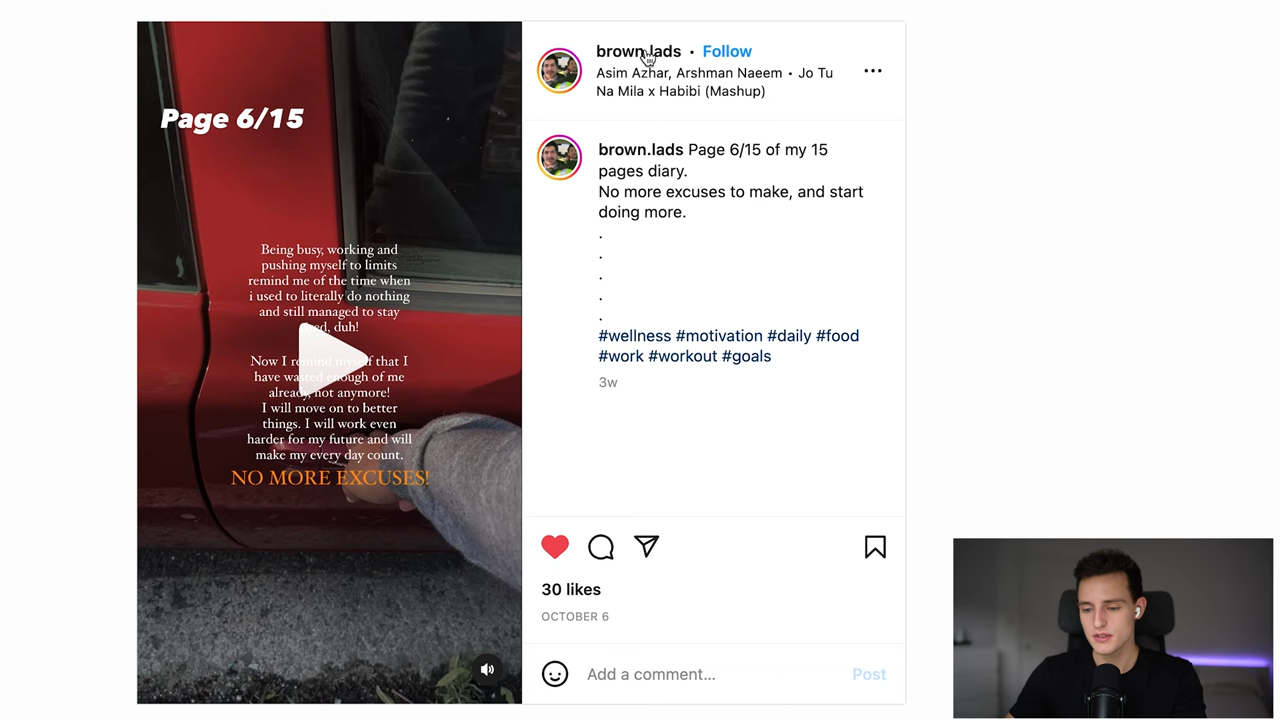 Page 6/15
Being busy, working and
pushing myself to limits
remind me of the time when
i used to literally do nothing
and still managed to stay
duh!
Now I remind myself that I
have wasted enough of me
already, not anymore!
I will move on to better
things. I will work even
harder for my future and will
make my every day count.
NO MORE EXCUSES!
brown.lads • Follow
Asim Azhar, Arshman Naeem • Jo Tu
Na Mila x Habibi (Mashup)
brown.lads Page 6/15 of my 15
pages diary.
No more excuses to make, and start
doing more.
.
.
.
.
.
#wellness #motivation #daily #food
#work #workout #goals
3w
30 likes
OCTOBER 6
Add a comment...
Post